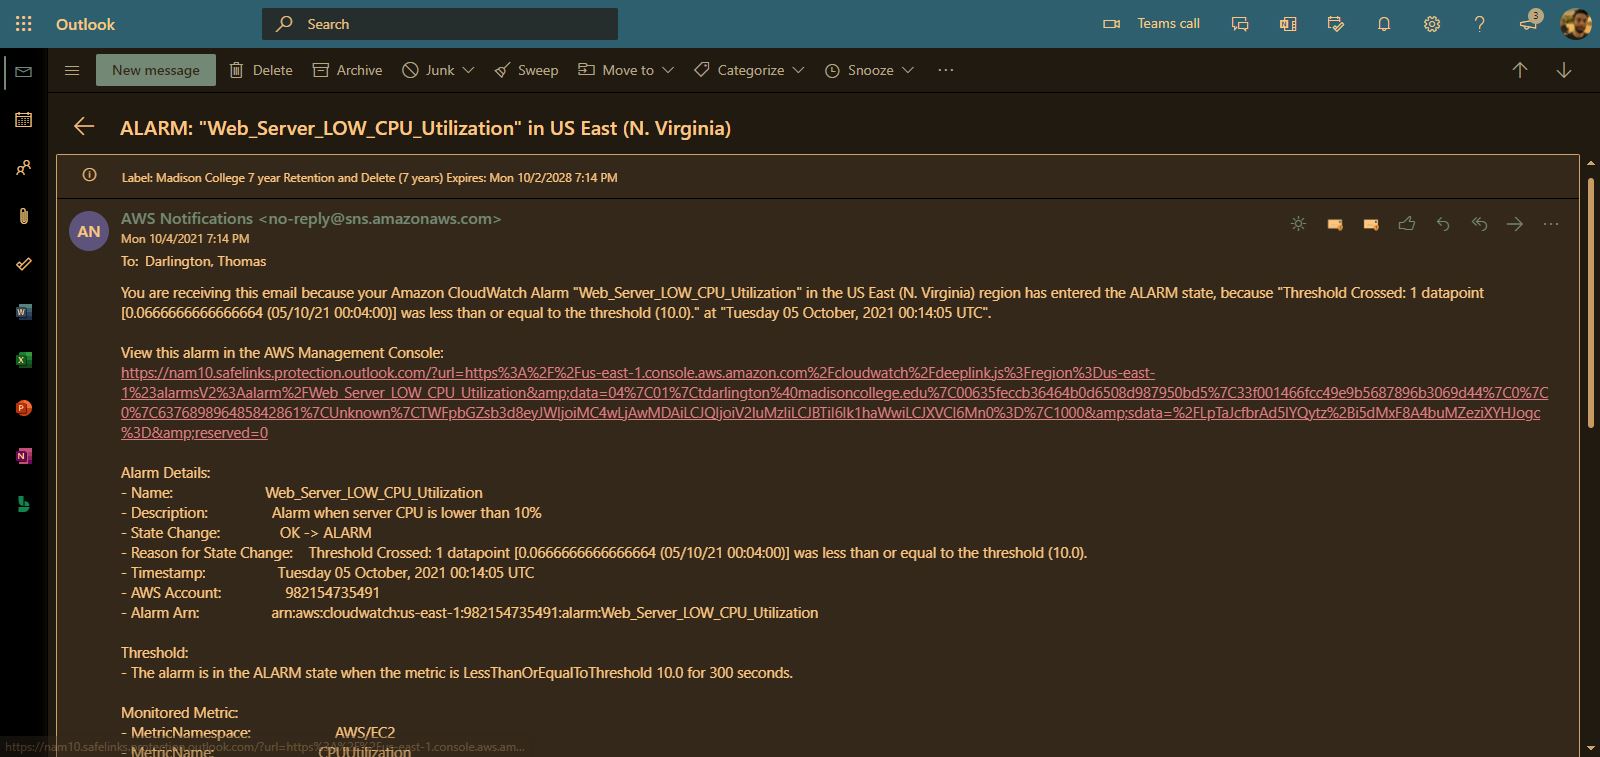 Outlook
Search
Teams call
3
New message
Delete
Archive
Junk
Sweep
Move to
Categorize
Snooze
ALARM: "Web_Server_LOW_CPU_Utilization" in US East (N. Virginia)
Label: Madison College 7 year Retention and Delete (7 years) Expires: Mon 10/2/2028 7:14 PM
AN
AWS Notifications <no-reply@sns.amazonaws.com>
Mon 10/4/2021 7:14 PM
To: Darlington, Thomas
You are receiving this email because your Amazon CloudWatch Alarm "Web_Server_LOW_CPU_Utilization" in the US East (N. Virginia) region has entered the ALARM state, because "Threshold Crossed: 1 datapoint
[0.0666666666666664 (05/10/21 00:04:00)] was less than or equal to the threshold (10.0)." at "Tuesday 05 October, 2021 00:14:05 UTC".
View this alarm in the AWS Management Console:
https://nam10.safelinks.protection.outlook.com/?url=https%3A%2F%2Fus-east-1.console.aws.amazon.com%2Fcloudwatch%2Fdeeplink.js%3Fregion%3Dus-east-
1%23alarmsV2%3Aalarm%2FWeb_Server_LOW_CPU_Utilization&amp;data=04%7C01%7Ctdarlington%40madisoncollege.edu%7C00635feccb36464b0d6508d987950bd5%7C33f001466fcc49e9b5687896b3069d44%7C0%7C
0%7C637689896485842861%7CUnknown%7CTWFpbGZsb3d8eyJWIjoiMC4wLjAwMDAiLCJQIjoiV2luMzIiLCJBTiI6Ik1haWwiLCJXVCI6Mn0%3D%7C1000&amp;sdata=%2FLpTaJcfbrAd5lYQytz%2Bi5dMxF8A4buMZeziXYHJogc
%3D&amp;reserved=0
Alarm Details:
- Name: Web_Server_LOW_CPU_Utilization
- Description: Alarm when server CPU is lower than 10%
- State Change: OK -> ALARM
- Reason for State Change: Threshold Crossed: 1 datapoint [0.0666666666666664 (05/10/21 00:04:00)] was less than or equal to the threshold (10.0).
- Timestamp: Tuesday 05 October, 2021 00:14:05 UTC
- AWS Account: 982154735491
- Alarm Arn: arn:aws:cloudwatch:us-east-1:982154735491:alarm:Web_Server_LOW_CPU_Utilization
Threshold:
- The alarm is in the ALARM state when the metric is LessThanOrEqualToThreshold 10.0 for 300 seconds.
Monitored Metric:
- MetricNamespace: AWS/EC2
- MetricName: CPUUtilization
https://nam10.safelinks.protection.outlook.com/?url=https%3A%2F%2Fus-east-1.console.aws.am...